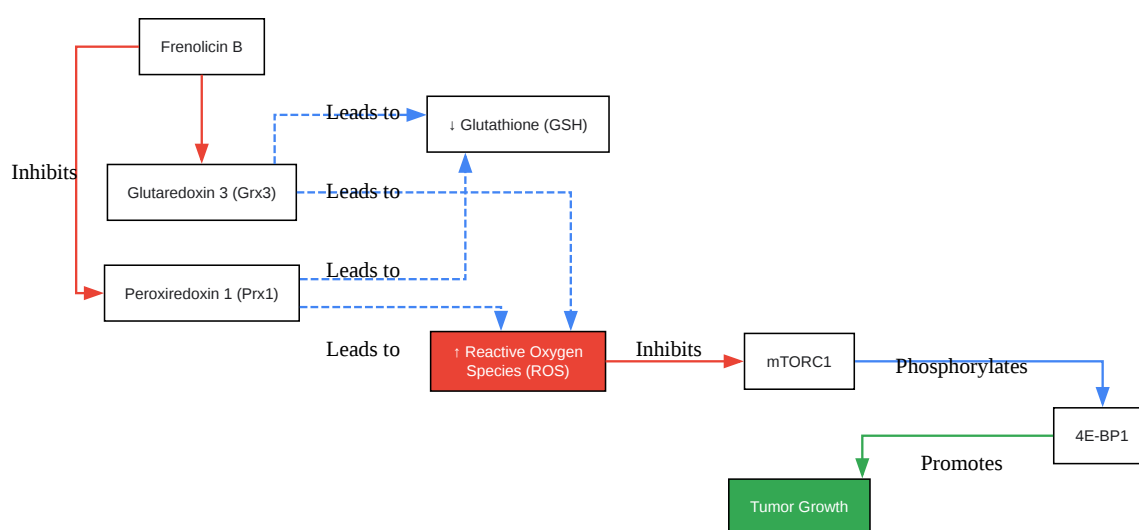 Frenolicin B
Leads to
↓ Glutathione (GSH)
Inhibits
Glutaredoxin 3 (Grx3)
Leads to
Leads to
Peroxiredoxin 1 (Prx1)
Leads to
↑ Reactive Oxygen
Species (ROS)
Inhibits
mTORC1
Phosphorylates
4E-BP1
Promotes
Tumor Growth